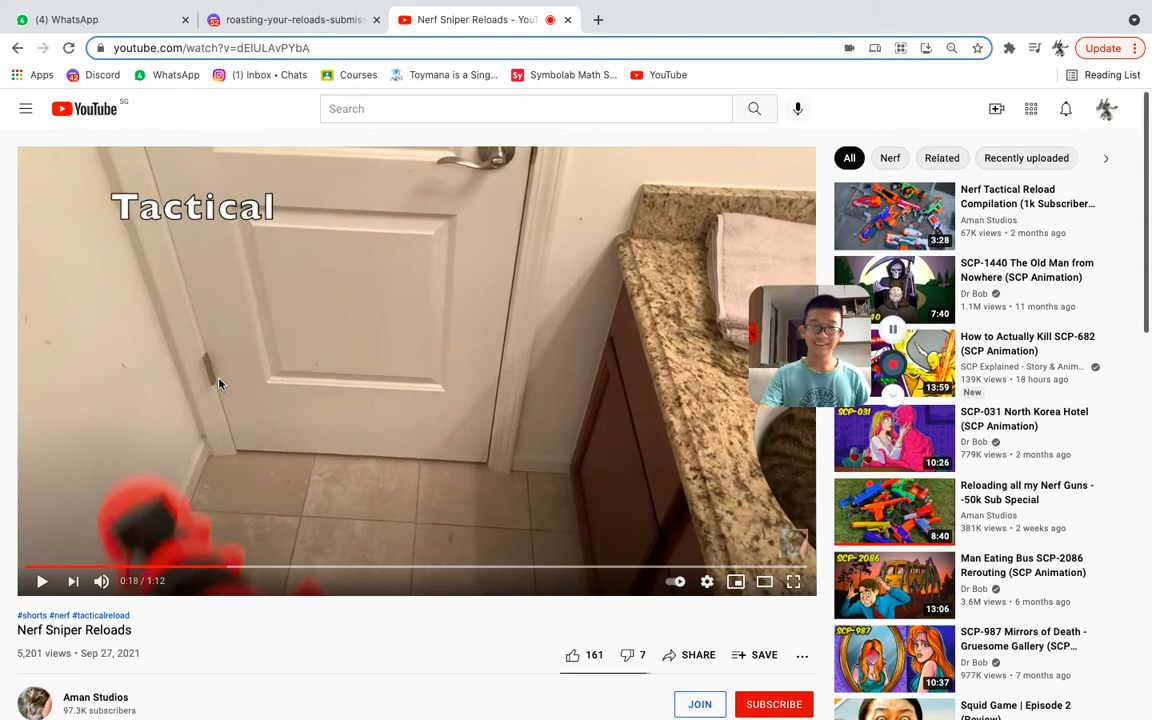 (4) WhatsApp
roasting-your-reloads-submis
Nerf Sniper Reloads - YouT
youtube.com/watch?v=dEIULAvPYbA
Update
Apps
Discord
WhatsApp
(1) Inbox • Chats
Courses
Toymana is a Sing...
Symbolab Math S...
YouTube
Reading List
YouTube SG
Search
Tactical
0:18 / 1:12
#shorts #nerf #tacticalreload
Nerf Sniper Reloads
5,201 views • Sep 27, 2021
161
7
SHARE
SAVE
Aman Studios
97.3K subscribers
JOIN
SUBSCRIBE
All
Nerf
Related
Recently uploaded
3:28
Nerf Tactical Reload
Compilation (1k Subscriber...
Aman Studios
67K views • 2 months ago
7:40
SCP-1440 The Old Man from
Nowhere (SCP Animation)
Dr Bob
1.1M views • 11 months ago
13:59
How to Actually Kill SCP-682
(SCP Animation)
SCP Explained - Story & Anim...
139K views • 18 hours ago
New
SCP-031
10:26
SCP-031 North Korea Hotel
(SCP Animation)
Dr Bob
779K views • 2 months ago
8:40
Reloading all my Nerf Guns -
-50k Sub Special
Aman Studios
381K views • 2 weeks ago
SCP-2086
13:06
Man Eating Bus SCP-2086
Rerouting (SCP Animation)
Dr Bob
3.6M views • 6 months ago
SCP-987
10:37
SCP-987 Mirrors of Death -
Gruesome Gallery (SCP...
Dr Bob
977K views • 7 months ago
Squid Game | Episode 2